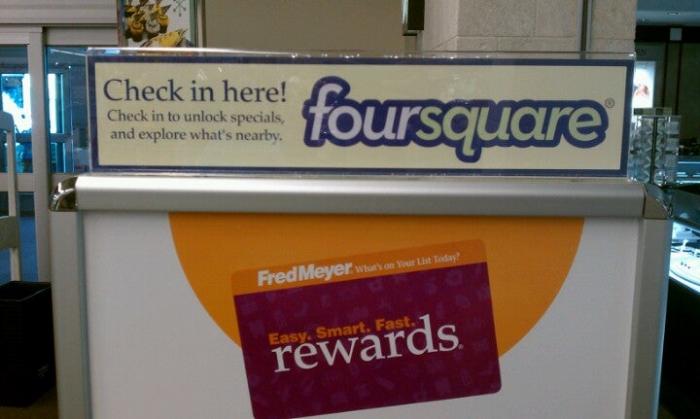 Check in here!
Check in to unlock specials,
and explore what's nearby.
foursquare®
FredMeyer. What's on Your List Today?
Easy. Smart. Fast.
rewards.